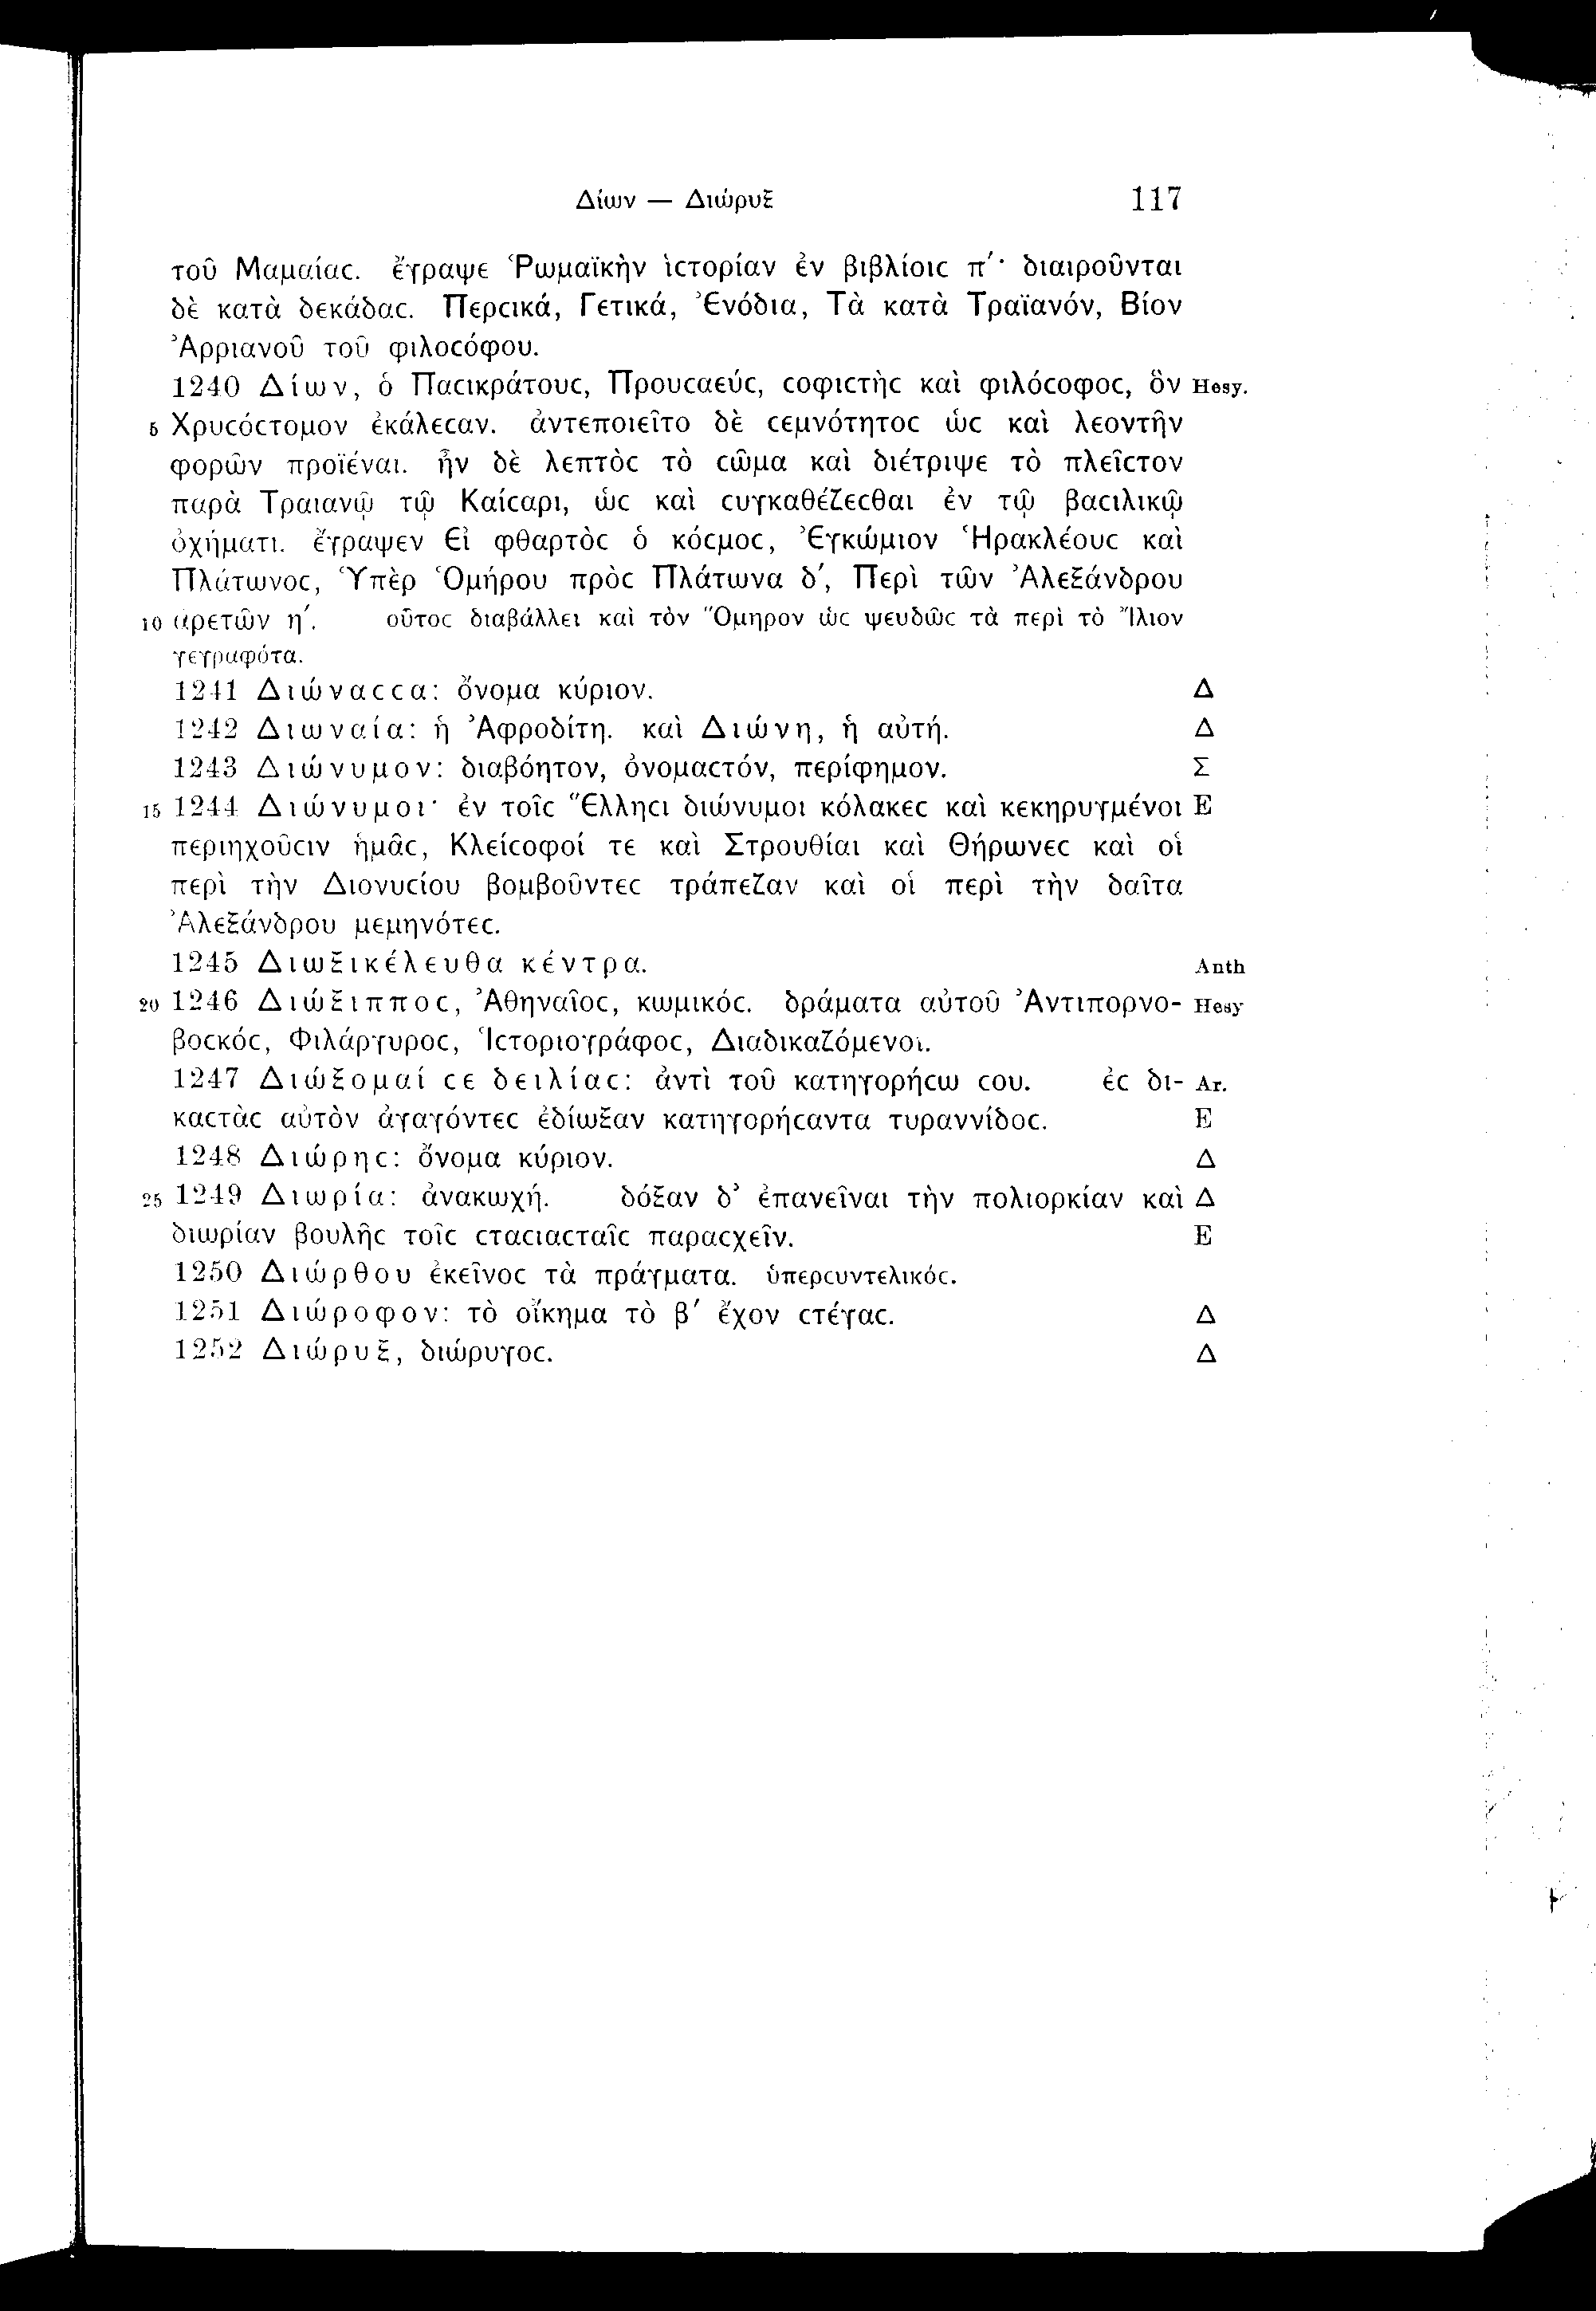 Δίων — Διώρυξ 117
τοῦ Μαμαίαϲ. ἔγραψε Ῥωμαϊκὴν ἱϲτορίαν ἐν βιβλίοιϲ π´· διαιροῦνται
δὲ κατὰ δεκάδαϲ. Περϲικά, Γετικά, Ἐνόδια, Τὰ κατὰ Τραϊανόν, Βίον
Ἀρριανοῦ τοῦ φιλοϲόφου.
1240 Δίων, ὁ Παϲικράτουϲ, Προυϲαεύϲ, ϲοφιϲτὴϲ καὶ φιλόϲοφοϲ, ὃν Hesy.
5 Χρυϲόϲτομον ἐκάλεϲαν. ἀντεποιεῖτο δὲ ϲεμνότητοϲ ὡϲ καὶ λεοντῆν
φορῶν προϊέναι. ἦν δὲ λεπτὸϲ τὸ ϲῶμα καὶ διέτριψε τὸ πλεῖϲτον
παρὰ Τραιανῷ τῷ Καίϲαρι, ὡϲ καὶ ϲυγκαθέζεϲθαι ἐν τῷ βαϲιλικῷ
ὀχήματι. ἔγραψεν Εἰ φθαρτὸϲ ὁ κόϲμοϲ, Ἐγκώμιον Ἡρακλέουϲ καὶ
Πλάτωνοϲ, Ὑπὲρ Ὁμήρου πρὸϲ Πλάτωνα δ´, Περὶ τῶν Ἀλεξάνδρου
10 ἀρετῶν η´. οὗτοϲ διαβάλλει καὶ τὸν Ὅμηρον ὡϲ ψευδῶϲ τὰ περὶ τὸ Ἴλιον
γεγραφότα.
1241 Διώναϲϲα: ὄνομα κύριον. Δ
1242 Διωναία: ἡ Ἀφροδίτη. καὶ Διώνη, ἡ αὐτή. Δ
1243 Διώνυμον: διαβόητον, ὀνομαϲτόν, περίφημον. Σ
15 1244 Διώνυμοι· ἐν τοῖϲ Ἕλληϲι διώνυμοι κόλακεϲ καὶ κεκηρυγμένοι E
περιηχοῦϲιν ἡμᾶϲ, Κλείϲοφοί τε καὶ Στρουθίαι καὶ Θήρωνεϲ καὶ οἱ
περὶ τὴν Διονυϲίου βομβοῦντεϲ τράπεζαν καὶ οἱ περὶ τὴν δαῖτα
Ἀλεξάνδρου μεμηνότεϲ.
1245 Διωξικέλευθα κέντρα. Anth
20 1246 Διώξιπποϲ, Ἀθηναῖοϲ, κωμικόϲ. δράματα αὐτοῦ Ἀντιπορνο- Hesy
βοϲκόϲ, Φιλάργυροϲ, Ἱϲτοριογράφοϲ, Διαδικαζόμενοι.
1247 Διώξομαί ϲε δειλίαϲ: ἀντὶ τοῦ κατηγορήϲω ϲου. ἐϲ δι- Ar.
καϲτὰϲ αὐτὸν ἀγαγόντεϲ ἐδίωξαν κατηγορήϲαντα τυραννίδοϲ. E
1248 Διώρηϲ: ὄνομα κύριον. Δ
25 1249 Διωρία: ἀνακωχή. δόξαν δ’ ἐπανεῖναι τὴν πολιορκίαν καὶ Δ
διωρίαν βουλῆϲ τοῖϲ ϲταϲιαϲταῖϲ παραϲχεῖν. E
1250 Διώρθου ἐκεῖνοϲ τὰ πράγματα. ὑπερϲυντελικόϲ.
1251 Διώροφον: τὸ οἴκημα τὸ β´ ἔχον ϲτέγαϲ. Δ
1252 Διώρυξ, διώρυγοϲ. Δ